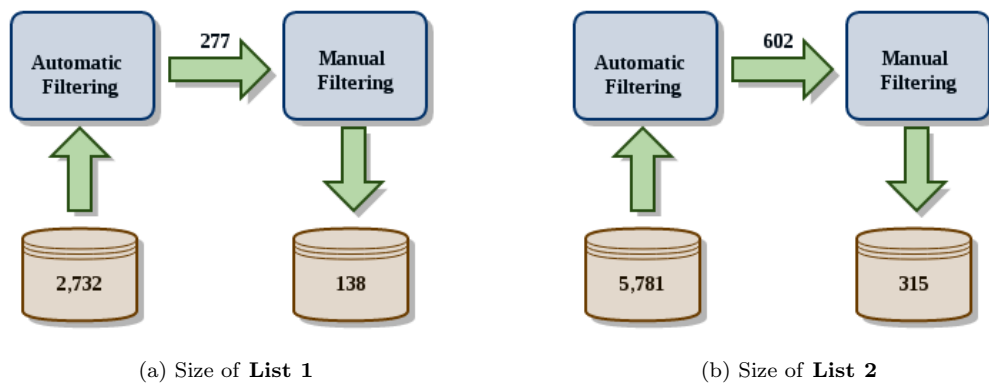 277
Automatic
Filtering
Manual
Filtering
2,732
138
(a) Size of List 1
602
Automatic
Filtering
Manual
Filtering
5,781
315
(b) Size of List 2